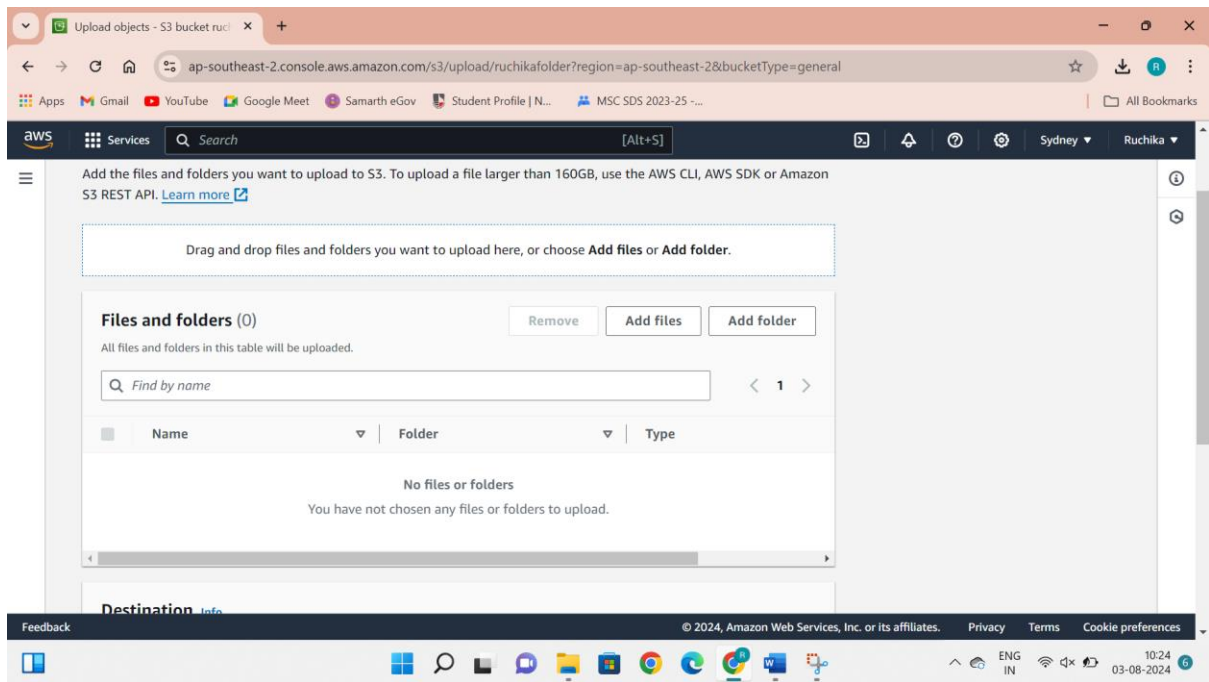 Upload objects - S3 bucket ruc
ap-southeast-2.console.aws.amazon.com/s3/upload/ruchikafolder?region=ap-southeast-2&bucketType=general
R
Apps Gmail YouTube Google Meet Samarth eGov Student Profile | N... MSC SDS 2023-25 -... All Bookmarks
aws Services Search [Alt+S] Sydney Ruchika
Add the files and folders you want to upload to S3. To upload a file larger than 160GB, use the AWS CLI, AWS SDK or Amazon
S3 REST API. Learn more
Drag and drop files and folders you want to upload here, or choose Add files or Add folder.
Files and folders (0) Remove Add files Add folder
All files and folders in this table will be uploaded.
Find by name 1
Name Folder Type
No files or folders
You have not chosen any files or folders to upload.
Destination Info
Feedback © 2024, Amazon Web Services, Inc. or its affiliates. Privacy Terms Cookie preferences
ENG 10:24
IN 03-08-2024 6